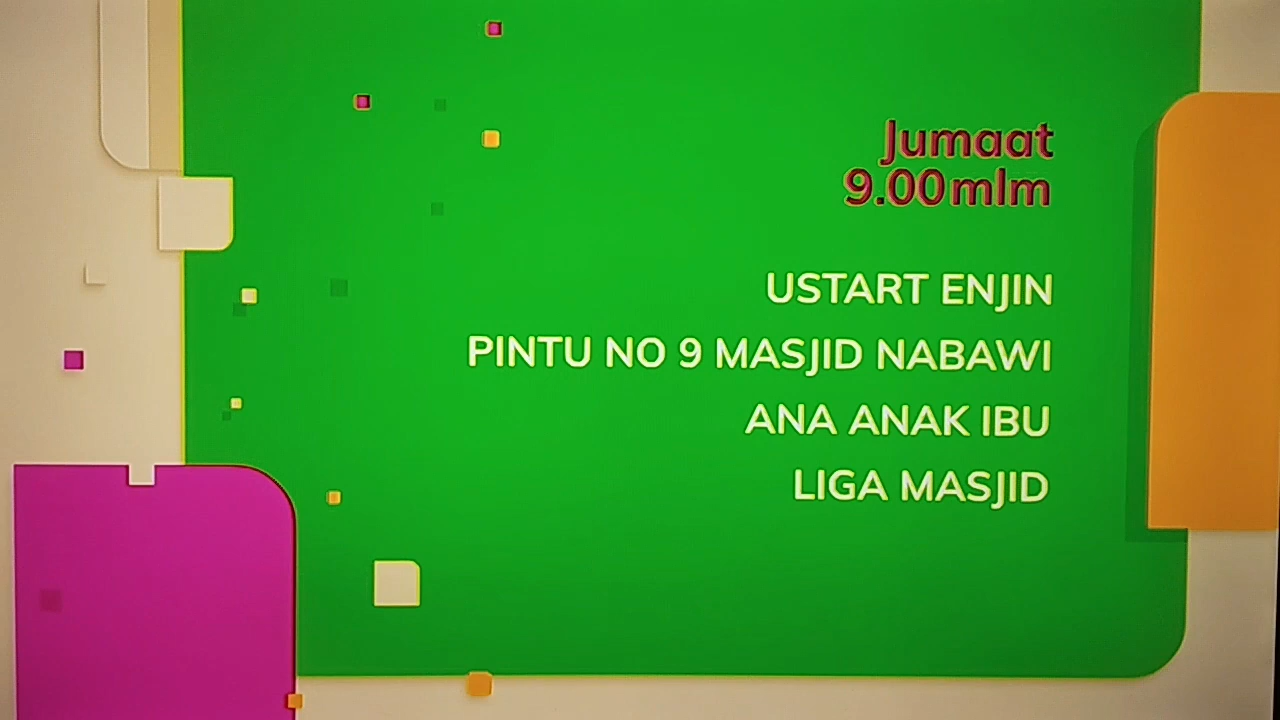 Jumaat
9.00mlm
USTART ENJIN
PINTU NO 9 MASJID NABAWI
ANA ANAK IBU
LIGA MASJID